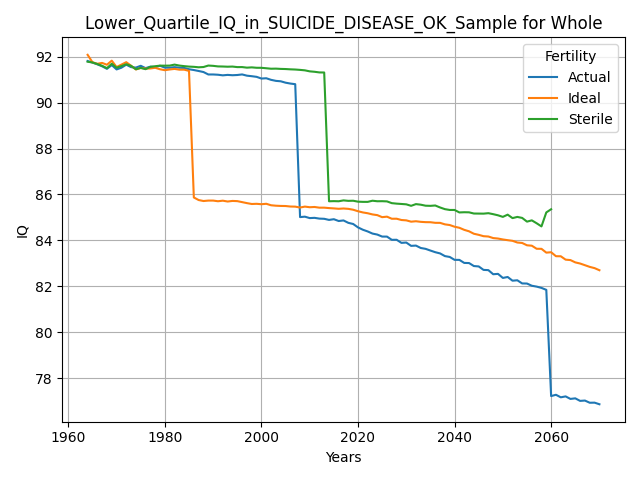 Lower_Quartile_IQ_in_SUICIDE_DISEASE_OK_Sample for Whole
Fertility
Actual
Ideal
Sterile
IQ
92
90
88
86
84
82
80
78
1960 1980 2000 2020 2040 2060
Years